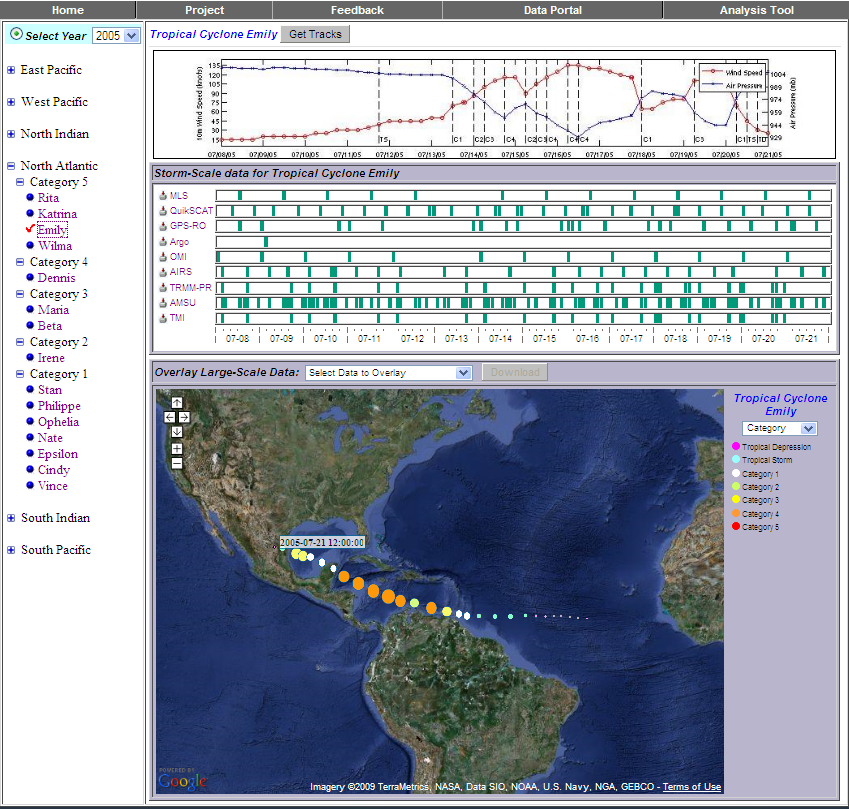 Home Project Feedback Data Portal Analysis Tool
Select Year 2005
East Pacific
West Pacific
North Indian
North Atlantic
Category 5
Rita
Katrina
Emily
Wilma
Category 4
Dennis
Category 3
Maria
Beta
Category 2
Irene
Category 1
Stan
Philippe
Ophelia
Nate
Epsilon
Cindy
Vince
South Indian
South Pacific
Tropical Cyclone Emily Get Tracks
10m Wind Speed (knots)
135
120
105
90
75
60
45
30
15
Wind Speed
Air Pressure
1004
989
974
959
944
929
Air Pressure (mb)
TS C1 C2 C3 C4 C2 C3 C4 C4 C4 C1 C3 C1 TS TD
07/08/05 07/09/05 07/10/05 07/11/05 07/12/05 07/13/05 07/14/05 07/15/05 07/16/05 07/17/05 07/18/05 07/19/05 07/20/05 07/21/05
Storm-Scale data for Tropical Cyclone Emily
MLS
QuikSCAT
GPS-RO
Argo
OMI
AIRS
TRMM-PR
AMSU
TMI
07-08 07-09 07-10 07-11 07-12 07-13 07-14 07-15 07-16 07-17 07-18 07-19 07-20 07-21
Overlay Large-Scale Data: Select Data to Overlay Download
2005-07-21 12:00:00
POWERED BY
Google
Imagery ©2009 TerraMetrics, NASA, Data SIO, NOAA, U.S. Navy, NGA, GEBCO - Terms of Use
Tropical Cyclone
Emily
Category
Tropical Depression
Tropical Storm
Category 1
Category 2
Category 3
Category 4
Category 5